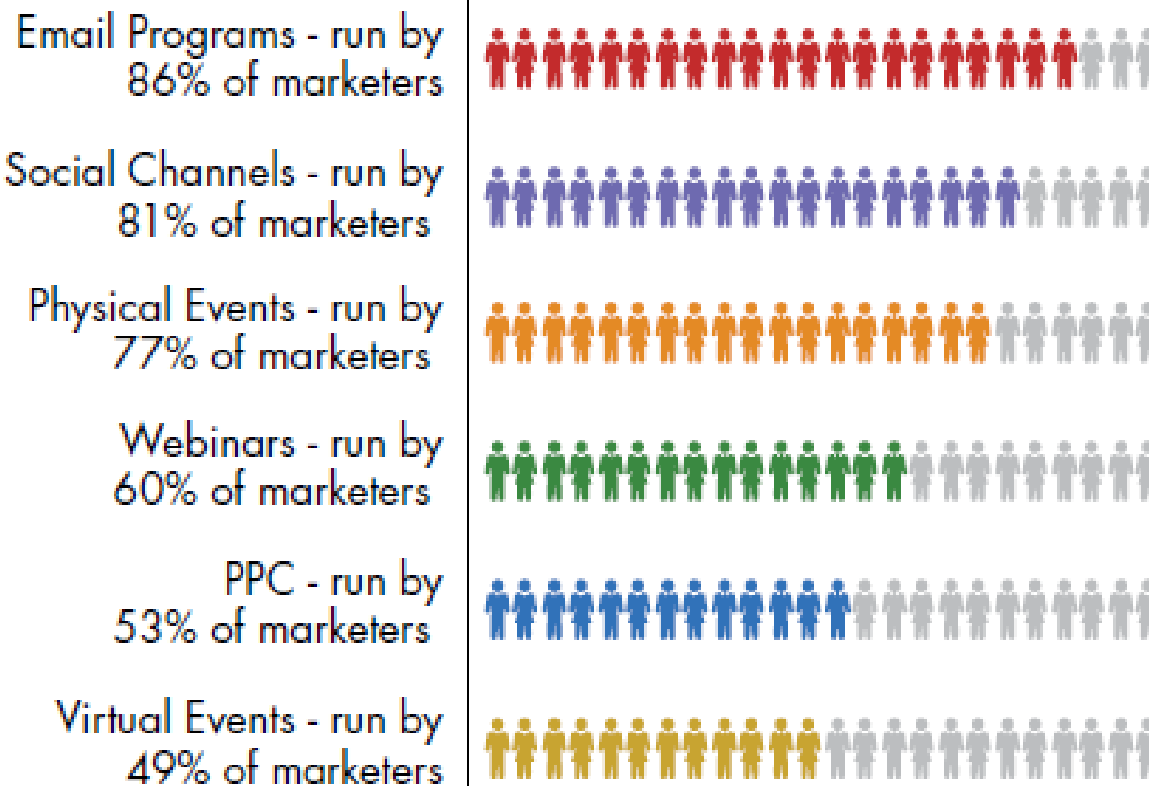 Email Programs - run by
86% of marketers
Social Channels - run by
81% of marketers
Physical Events - run by
77% of marketers
Webinars - run by
60% of marketers
PPC - run by
53% of marketers
Virtual Events - run by
49% of marketers